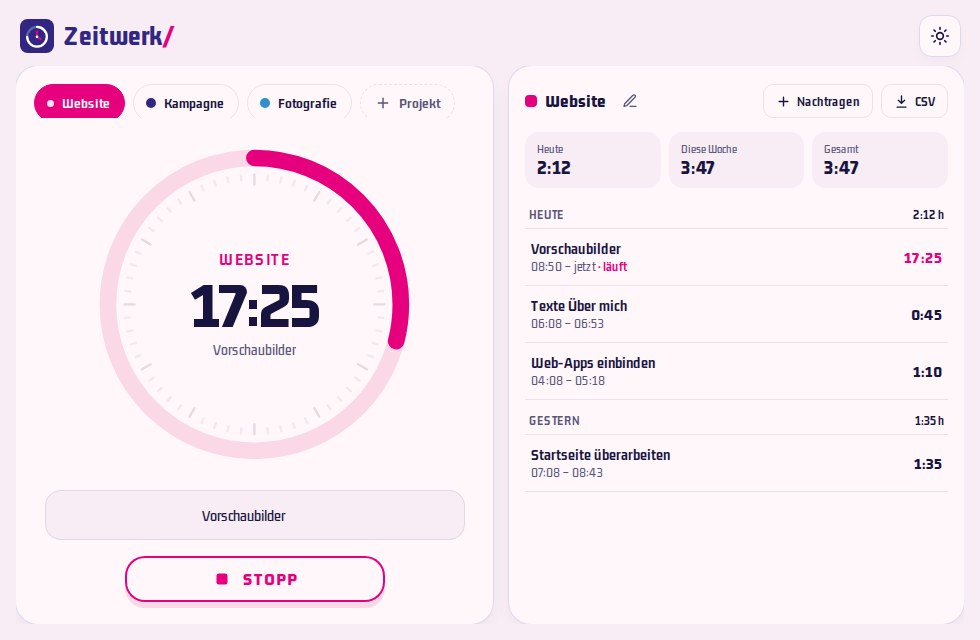 Zeitwerk/
Website
Kampagne
Fotografie
+ Projekt
WEBSITE
17:25
Vorschaubilder
Vorschaubilder
STOPP
Website
+ Nachtragen
CSV
Heute
2:12
Diese Woche
3:47
Gesamt
3:47
HEUTE 2:12 h
Vorschaubilder
08:50 – jetzt · läuft
17:25
Texte Über mich
06:08 – 06:53
0:45
Web-Apps einbinden
04:08 – 05:18
1:10
GESTERN 1:35 h
Startseite überarbeiten
07:08 – 08:43
1:35